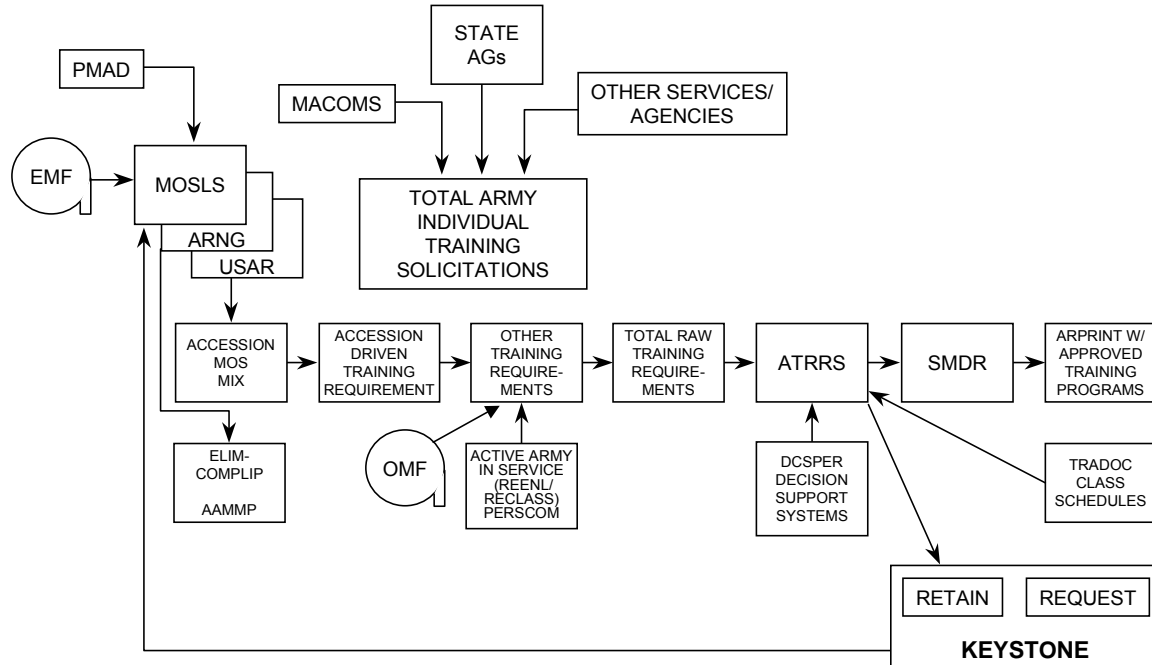 STATE
AGs
PMAD
MACOMS
OTHER SERVICES/
AGENCIES
EMF
MOSLS
ARNG
USAR
TOTAL ARMY
INDIVIDUAL
TRAINING
SOLICITATIONS
ACCESSION
MOS
MIX
ACCESSION
DRIVEN
TRAINING
REQUIREMENT
OTHER
TRAINING
REQUIRE-
MENTS
TOTAL RAW
TRAINING
REQUIRE-
MENTS
ATRRS
SMDR
ARPRINT W/
APPROVED
TRAINING
PROGRAMS
ELIM-
COMPLIP
AAMMP
OMF
ACTIVE ARMY
IN SERVICE
(REENL/
RECLASS)
PERSCOM
DCSPER
DECISION
SUPPORT
SYSTEMS
TRADOC
CLASS
SCHEDULES
RETAIN
REQUEST
KEYSTONE